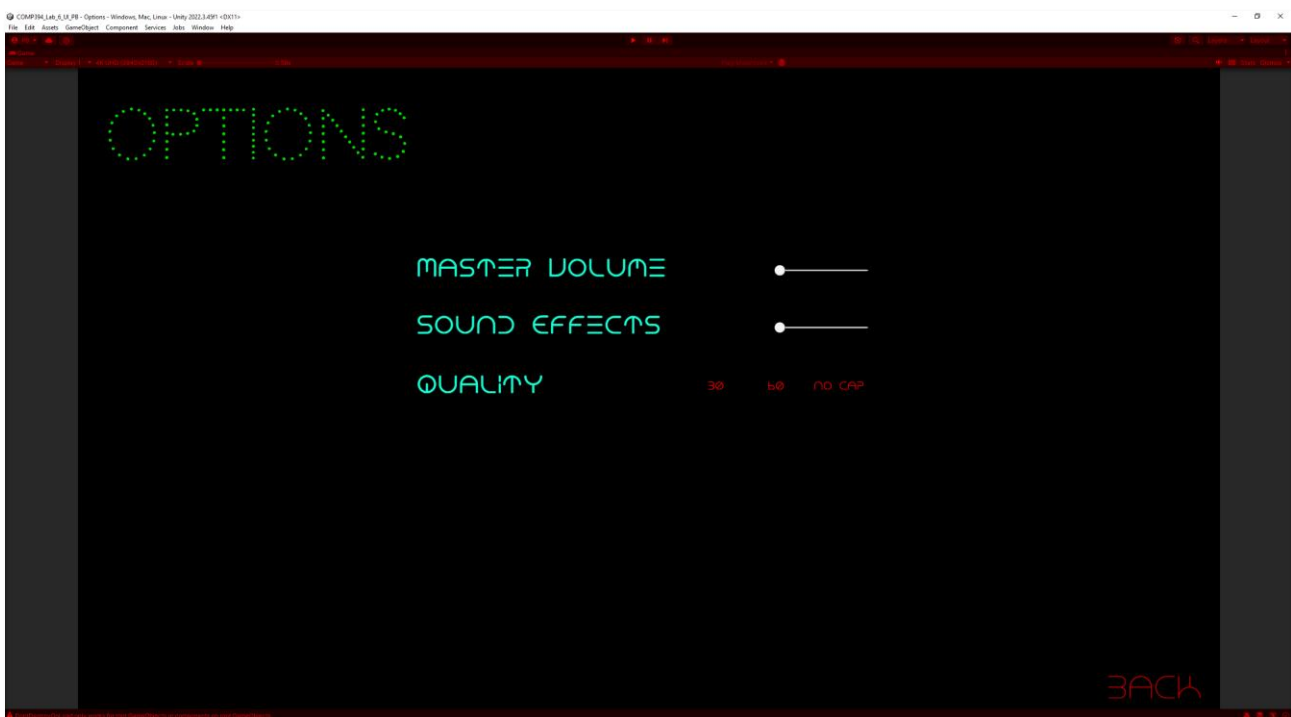 COMP394_Lab_6_UI_PB - Options - Windows, Mac, Linux - Unity 2022.3.45f1 <DX11>
File Edit Assets GameObject Component Services Jobs Window Help
Game
OPTIONS
MASTER VOLUME
SOUND EFFECTS
QUALITY 30 60 NO CAP
BACK